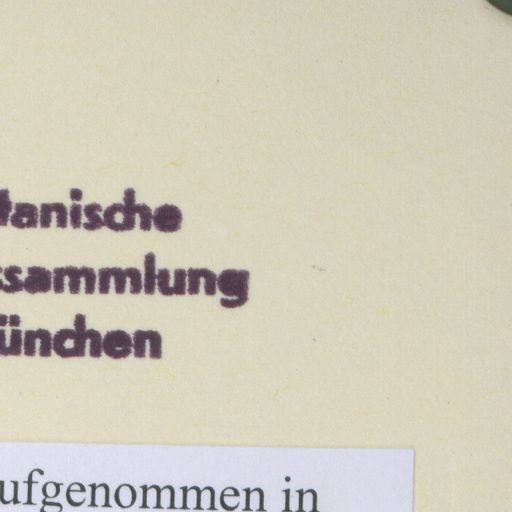 tanische
ssammlung
ünchen
ufgenommen in